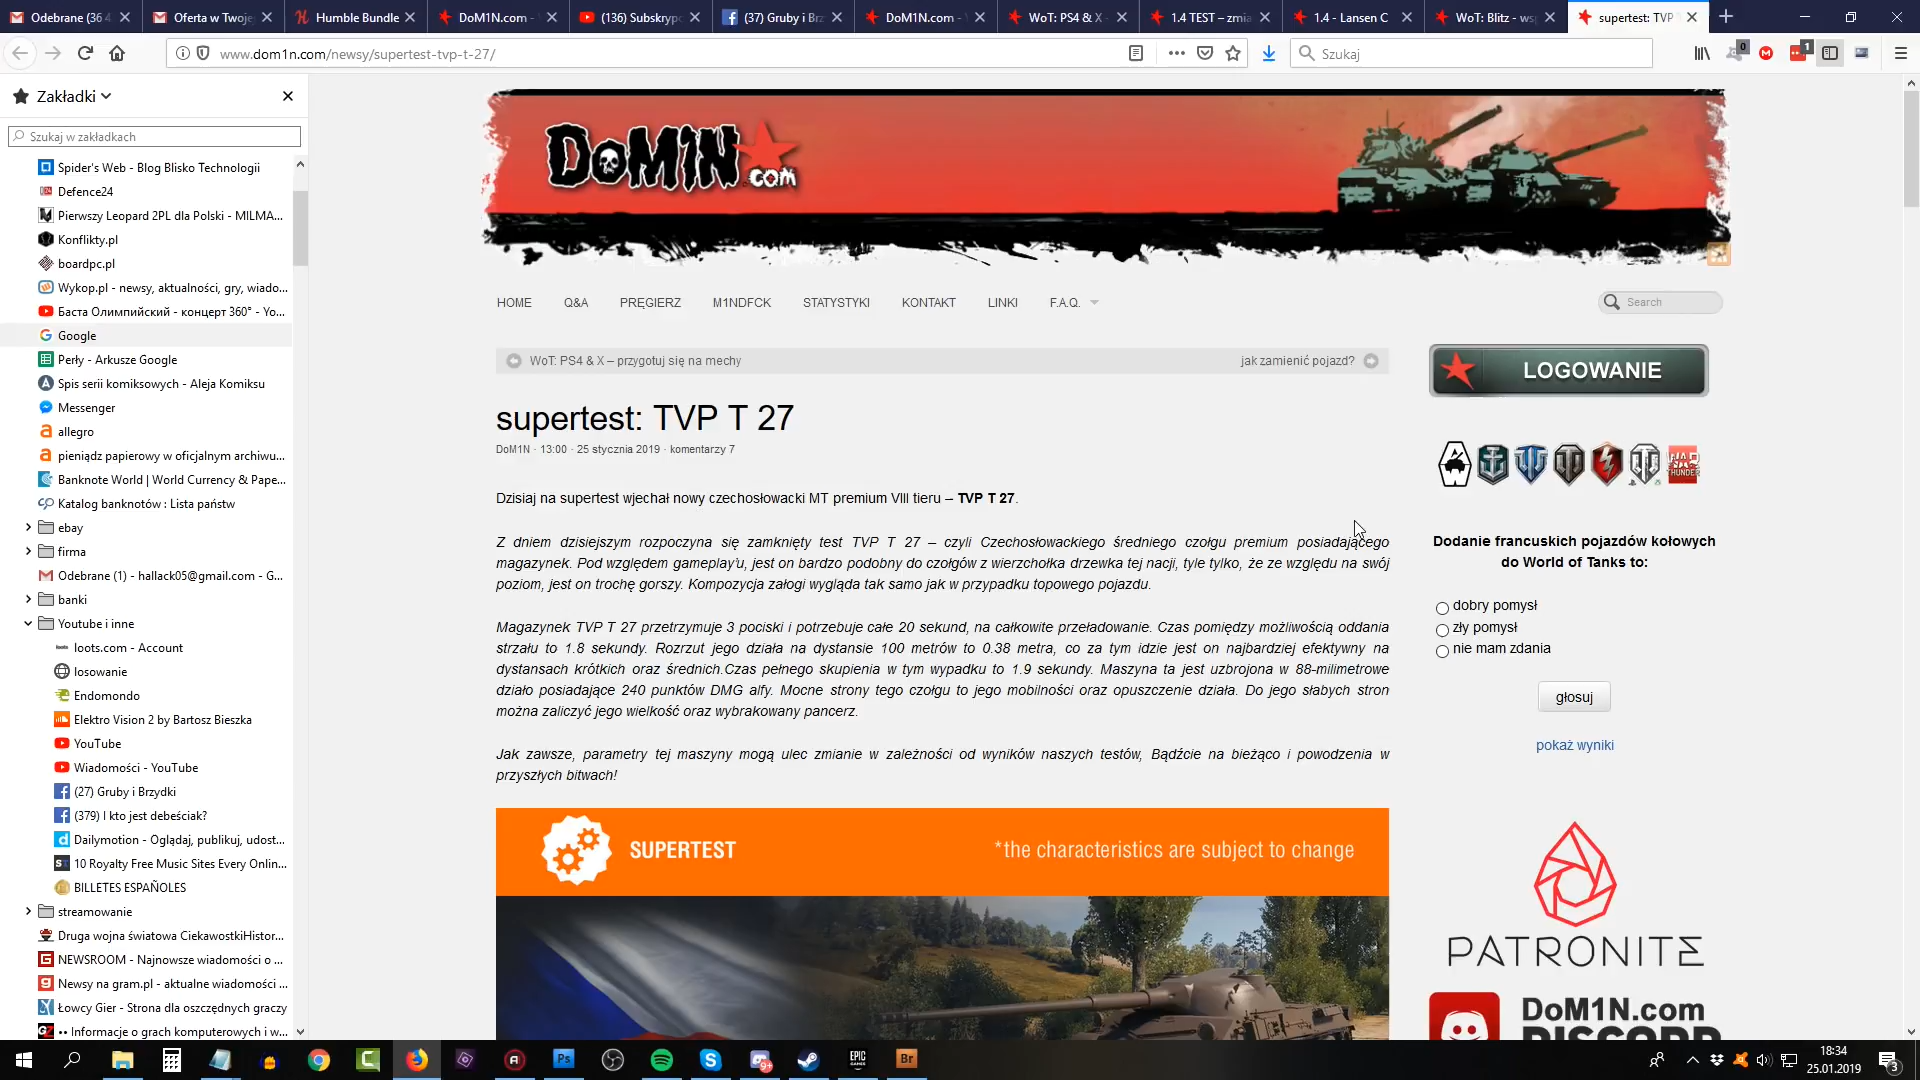 Odebrane (36 4
Oferta w Twoje
Humble Bundle
DoM1N.com -
(136) Subskrypc
(37) Gruby i Brz
DoM1N.com -
WoT: PS4 & X -
1.4 TEST – zmia
1.4 - Lansen C
WoT: Blitz - wsp
supertest: TVP
www.dom1n.com/newsy/supertest-tvp-t-27/
Szukaj
0
1
Zakładki
Szukaj w zakładkach
Spider's Web - Blog Blisko Technologii
Defence24
Pierwszy Leopard 2PL dla Polski - MILMA...
Konflikty.pl
boardpc.pl
Wykop.pl - newsy, aktualności, gry, wiado...
Баста Олимпийский - концерт 360° - Yo...
Google
Perły - Arkusze Google
Spis serii komiksowych - Aleja Komiksu
Messenger
allegro
pieniądz papierowy w oficjalnym archiwu...
Banknote World | World Currency & Pape...
Katalog banknotów : Lista państw
ebay
firma
Odebrane (1) - hallack05@gmail.com - G...
banki
Youtube i inne
loots.com - Account
losowanie
Endomondo
Elektro Vision 2 by Bartosz Bieszka
YouTube
Wiadomości - YouTube
(27) Gruby i Brzydki
(379) I kto jest debeściak?
Dailymotion - Oglądaj, publikuj, udost...
10 Royalty Free Music Sites Every Onlin...
BILLETES ESPAÑOLES
streamowanie
Druga wojna światowa CiekawostkiHistor...
NEWSROOM - Najnowsze wiadomości o ...
Newsy na gram.pl - aktualne wiadomości ...
Łowcy Gier - Strona dla oszczędnych graczy
•• Informacje o grach komputerowych i w...
DoM1N.com
HOME
Q&A
PRĘGIERZ
M1NDFCK
STATYSTYKI
KONTAKT
LINKI
F.A.Q.
Search
WoT: PS4 & X – przygotuj się na mechy
jak zamienić pojazd?
supertest: TVP T 27
DoM1N · 13:00 · 25 stycznia 2019 · komentarzy 7
Dzisiaj na supertest wjechał nowy czechosłowacki MT premium VIII tieru – TVP T 27.
Z dniem dzisiejszym rozpoczyna się zamknięty test TVP T 27 – czyli Czechosłowackiego średniego czołgu premium posiadającego
magazynek. Pod względem gameplay'u, jest on bardzo podobny do czołgów z wierzchołka drzewka tej nacji, tyle tylko, że ze względu na swój
poziom, jest on trochę gorszy. Kompozycja załogi wygląda tak samo jak w przypadku topowego pojazdu.
Magazynek TVP T 27 przetrzymuje 3 pociski i potrzebuje całe 20 sekund, na całkowite przeładowanie. Czas pomiędzy możliwością oddania
strzału to 1.8 sekundy. Rozrzut jego działa na dystansie 100 metrów to 0.38 metra, co za tym idzie jest on najbardziej efektywny na
dystansach krótkich oraz średnich.Czas pełnego skupienia w tym wypadku to 1.9 sekundy. Maszyna ta jest uzbrojona w 88-milimetrowe
działo posiadające 240 punktów DMG alfy. Mocne strony tego czołgu to jego mobilności oraz opuszczenie działa. Do jego słabych stron
można zaliczyć jego wielkość oraz wybrakowany pancerz.
Jak zawsze, parametry tej maszyny mogą ulec zmianie w zależności od wyników naszych testów, Bądźcie na bieżąco i powodzenia w
przyszłych bitwach!
SUPERTEST
*the characteristics are subject to change
LOGOWANIE
WAR THUNDER
Dodanie francuskich pojazdów kołowych
do World of Tanks to:
dobry pomysł
zły pomysł
nie mam zdania
głosuj
pokaż wyniki
PATRONITE
DoM1N.com
DISCORD
Ps
EPIC GAMES
Br
18:34
25.01.2019
3